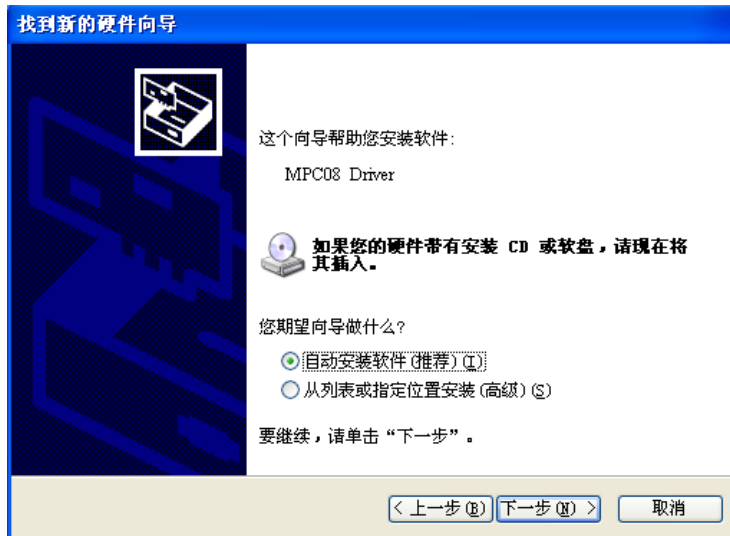 找到新的硬件向导
这个向导帮助您安装软件:
MPC08 Driver
如果您的硬件带有安装 CD 或软盘，请现在将
其插入。
您期望向导做什么?
自动安装软件(推荐)(I)
从列表或指定位置安装(高级)(S)
要继续，请单击“下一步”。
< 上一步(B) 下一步(N) > 取消